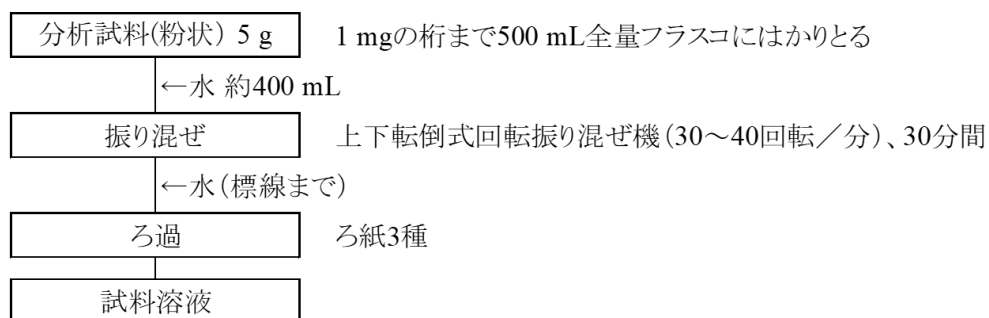 分析試料(粉状) 5 g 1 mgの桁まで500 mL全量フラスコにはかりとる
←水 約400 mL
振り混ぜ 上下転倒式回転振り混ぜ機(30～40回転／分)、30分間
←水(標線まで)
ろ過 ろ紙3種
試料溶液